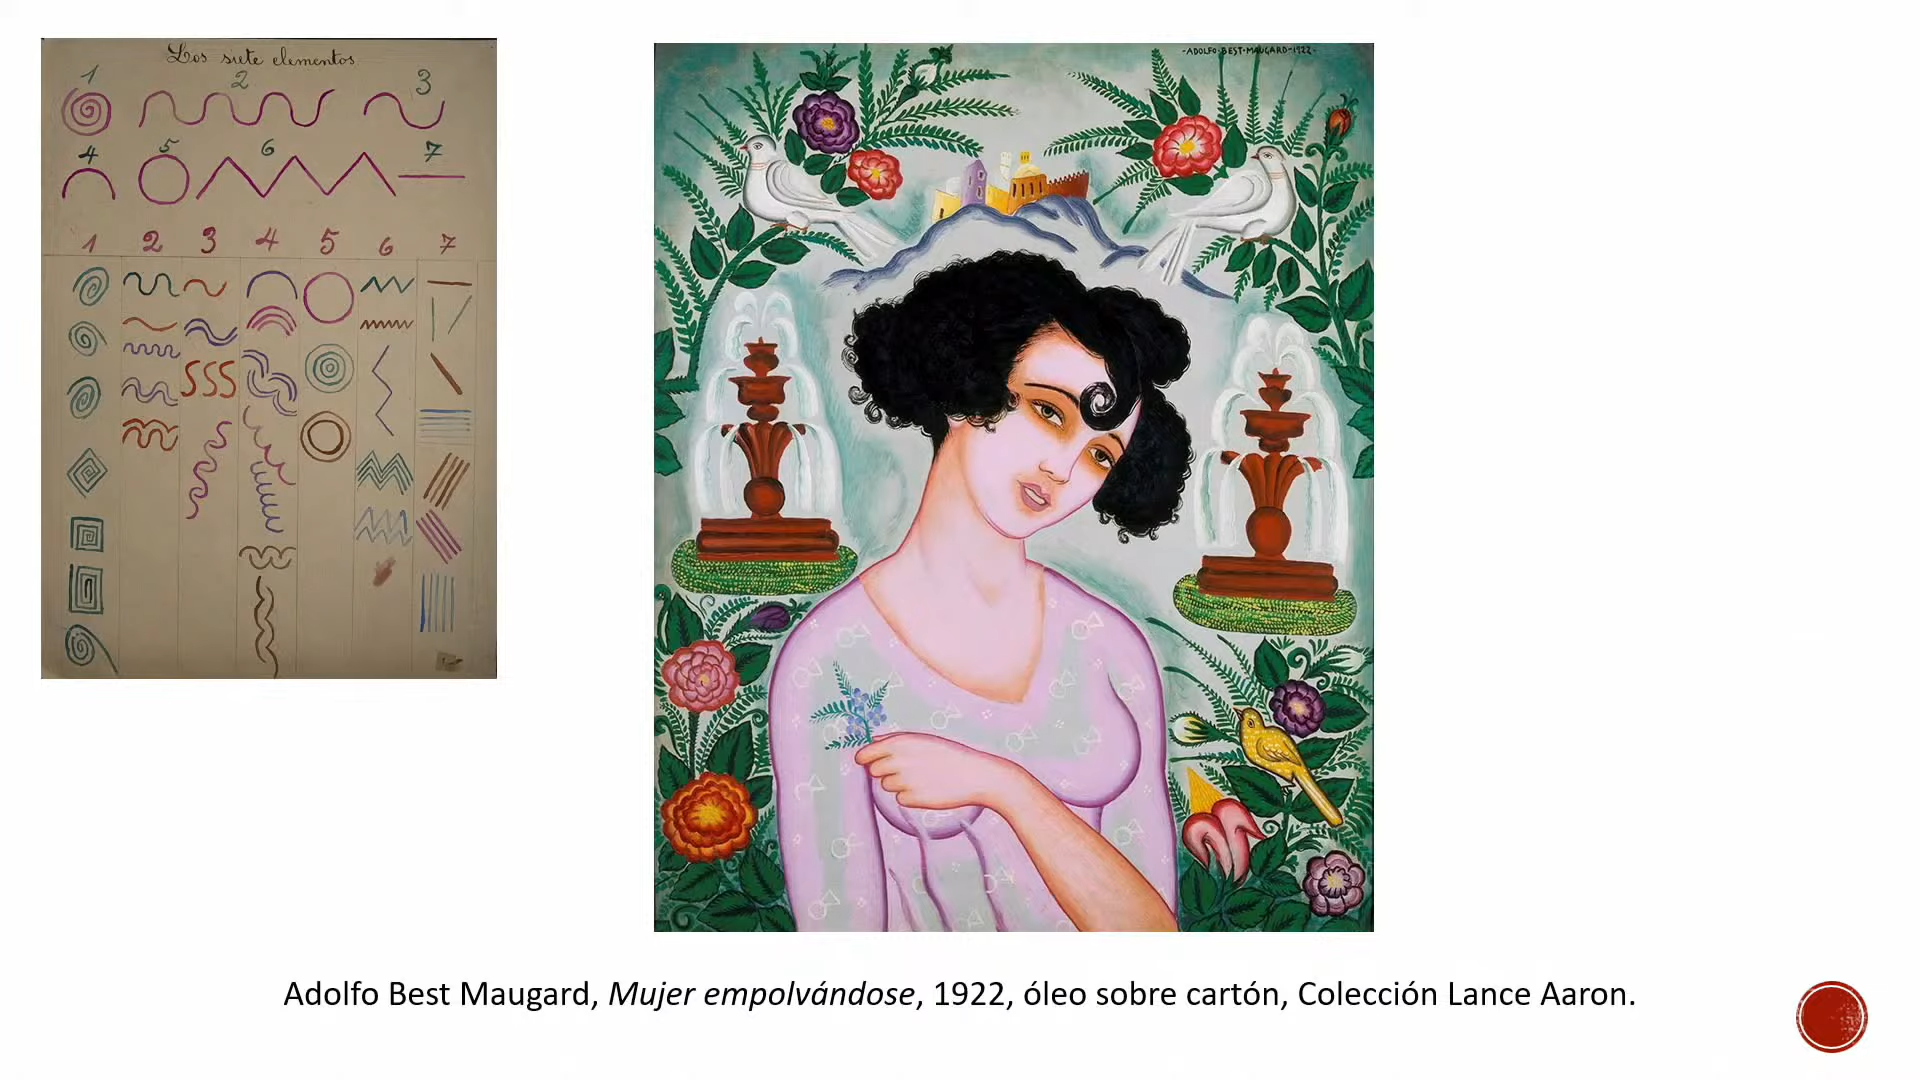 Los siete elementos
1 2 3
4 5 6 7
1 2 3 4 5 6 7
-ADOLFO-BEST-MAUGARD-1922-
Adolfo Best Maugard, Mujer empolvándose, 1922, óleo sobre cartón, Colección Lance Aaron.